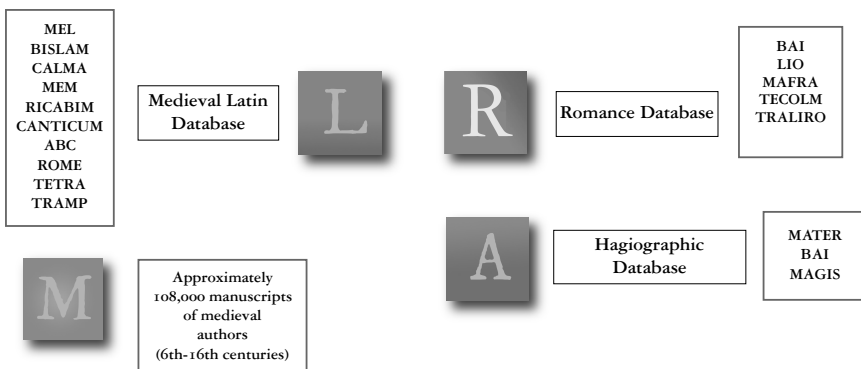 MEL
BISLAM
CALMA
MEM
RICABIM
CANTICUM
ABC
ROME
TETRA
TRAMP
Medieval Latin
Database
L
R
Romance Database
BAI
LIO
MAFRA
TECOLM
TRALIRO
A
Hagiographic
Database
MATER
BAI
MAGIS
M
Approximately
108,000 manuscripts
of medieval
authors
(6th-16th centuries)